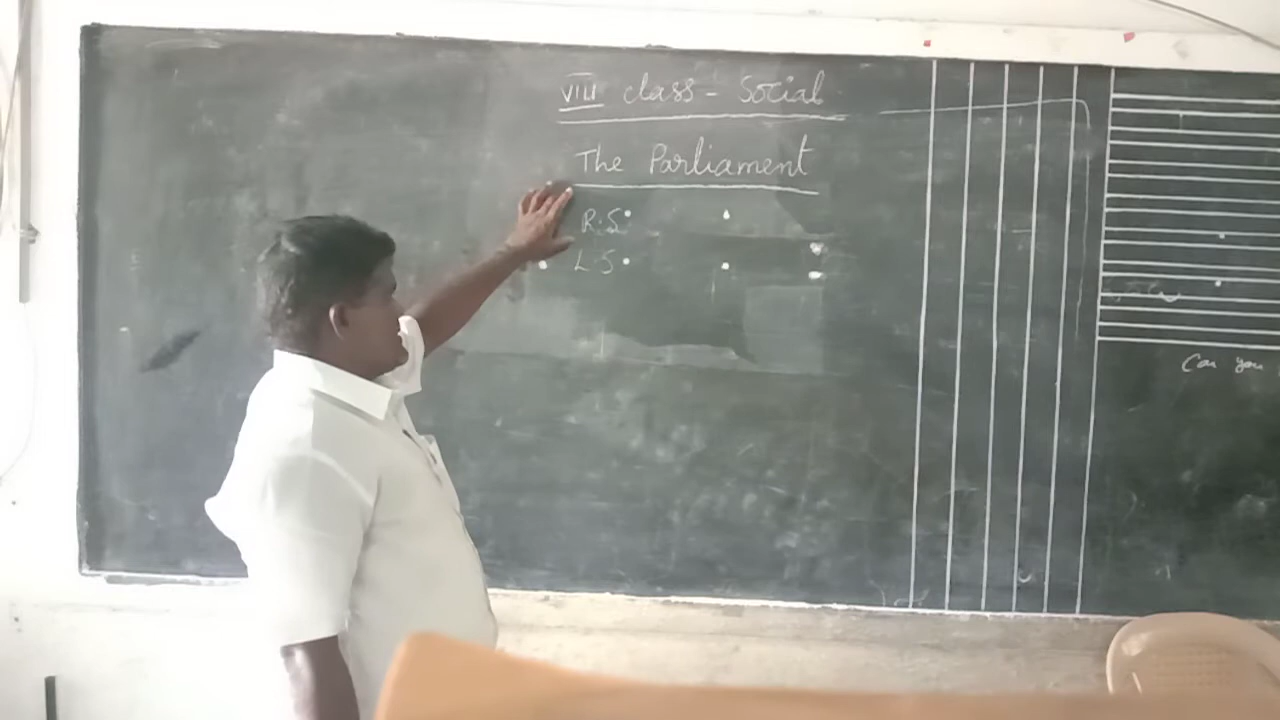 VIII class - Social
The Parliament
R.S
L.S
Can you